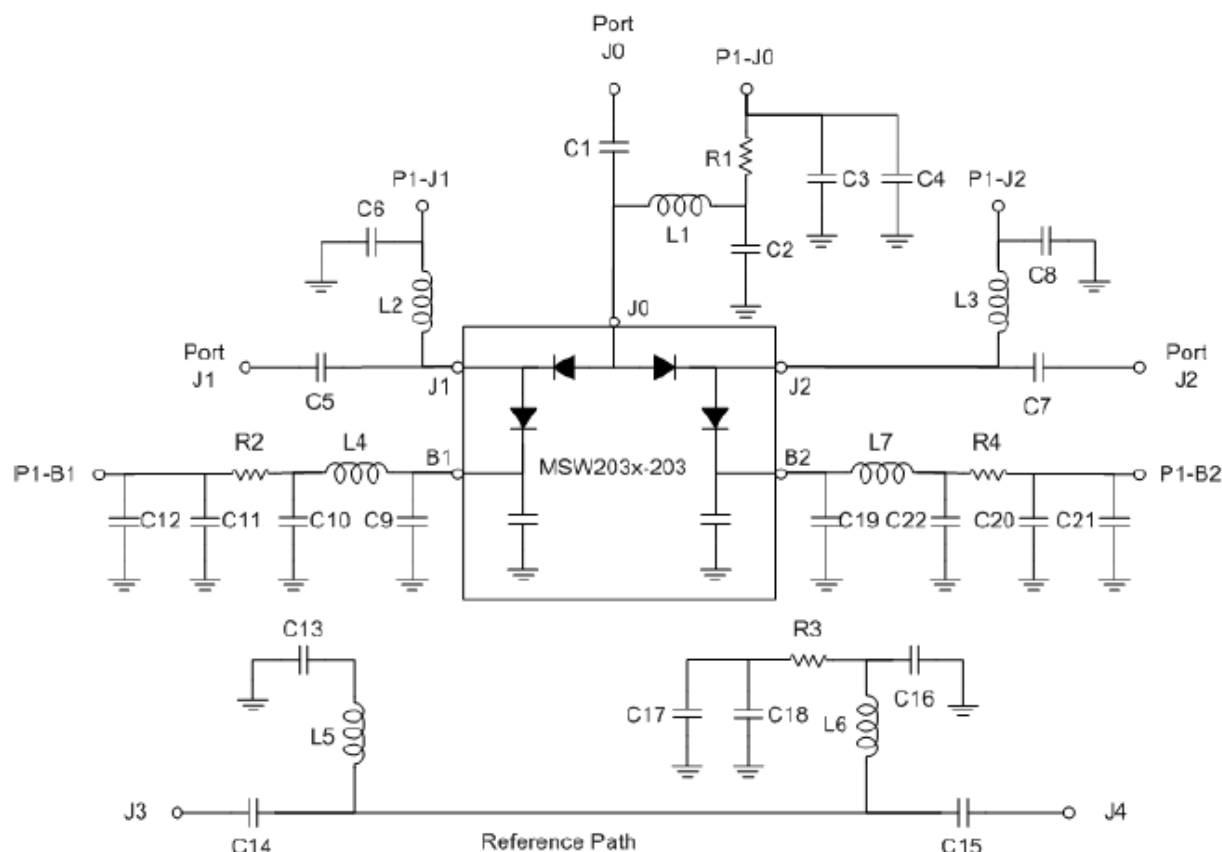 Port
J0
P1-J0
C1
R1
C3
C4
P1-J1
P1-J2
C6
L1
C2
C8
L2
L3
J0
Port
J1
C5
J1
J2
C7
Port
J2
P1-B1
R2
L4
B1
MSW203x-203
B2
L7
R4
P1-B2
C12
C11
C10
C9
C19
C22
C20
C21
C13
R3
L5
C17
C18
L6
C16
J3
C14
Reference Path
C15
J4